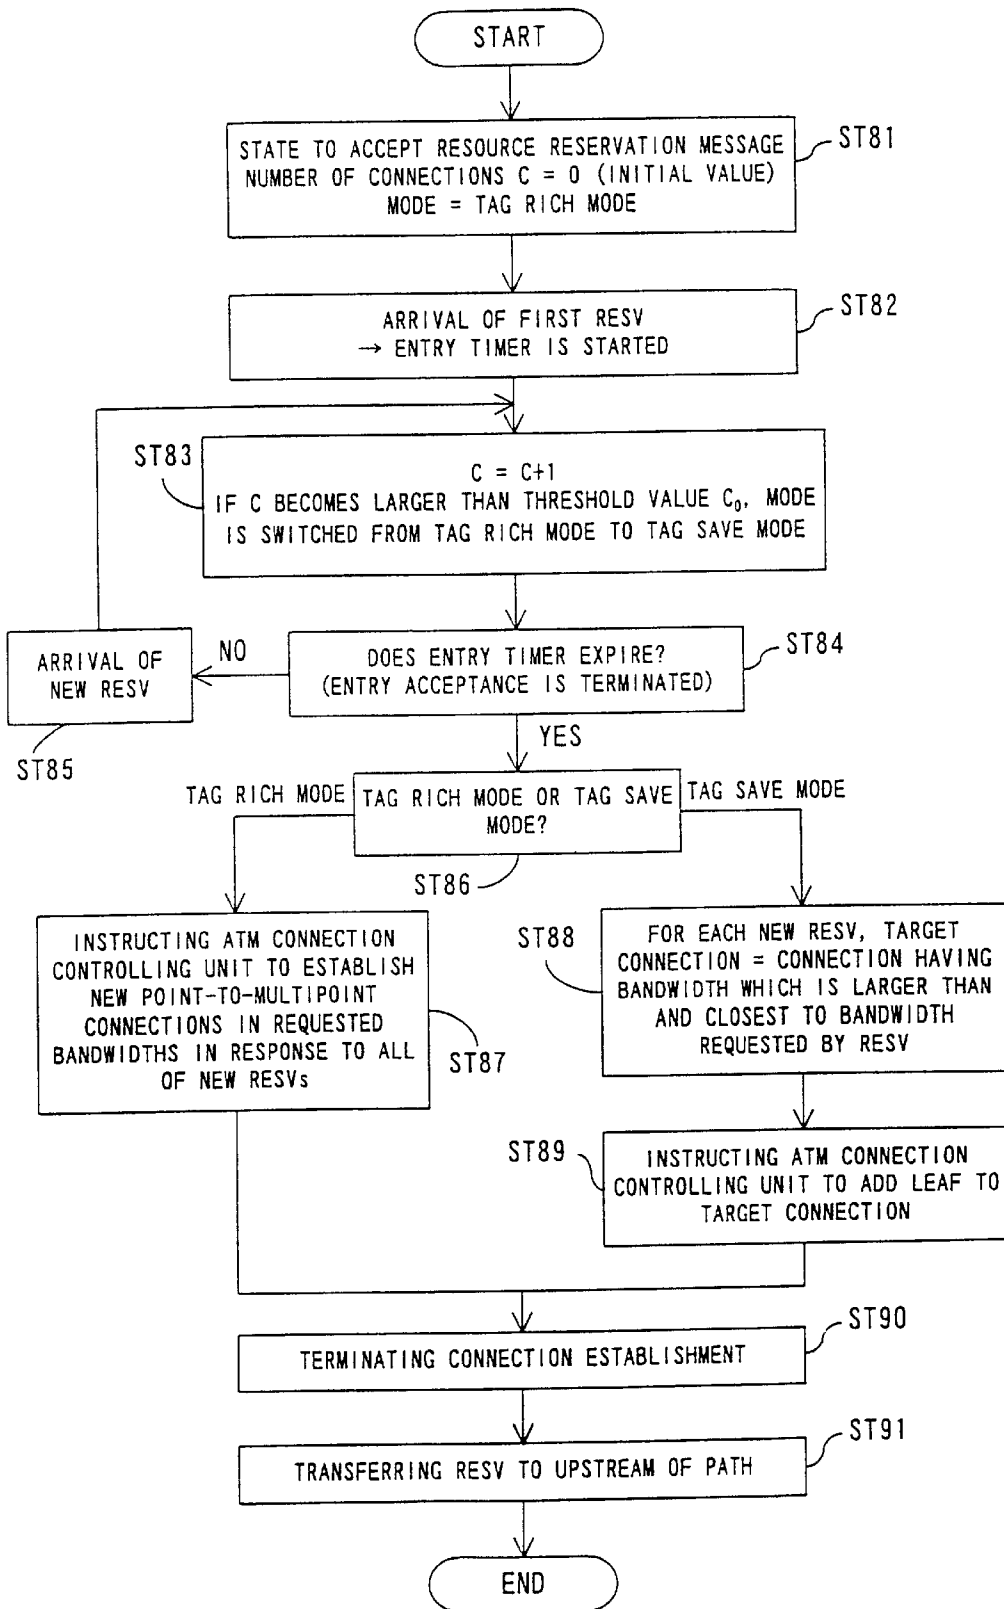 START
STATE TO ACCEPT RESOURCE RESERVATION MESSAGE
NUMBER OF CONNECTIONS C = 0 (INITIAL VALUE)
MODE = TAG RICH MODE
ST81
ARRIVAL OF FIRST RESV
→ ENTRY TIMER IS STARTED
ST82
ST83
C = C+1
IF C BECOMES LARGER THAN THRESHOLD VALUE C₀, MODE
IS SWITCHED FROM TAG RICH MODE TO TAG SAVE MODE
DOES ENTRY TIMER EXPIRE?
(ENTRY ACCEPTANCE IS TERMINATED)
ST84
NO
ARRIVAL OF
NEW RESV
ST85
YES
TAG RICH MODE
TAG RICH MODE OR TAG SAVE
MODE?
TAG SAVE MODE
ST86
INSTRUCTING ATM CONNECTION
CONTROLLING UNIT TO ESTABLISH
NEW POINT-TO-MULTIPOINT
CONNECTIONS IN REQUESTED
BANDWIDTHS IN RESPONSE TO ALL
OF NEW RESVs
ST87
ST88
FOR EACH NEW RESV, TARGET
CONNECTION = CONNECTION HAVING
BANDWIDTH WHICH IS LARGER THAN
AND CLOSEST TO BANDWIDTH
REQUESTED BY RESV
ST89
INSTRUCTING ATM CONNECTION
CONTROLLING UNIT TO ADD LEAF TO
TARGET CONNECTION
TERMINATING CONNECTION ESTABLISHMENT
ST90
TRANSFERRING RESV TO UPSTREAM OF PATH
ST91
END